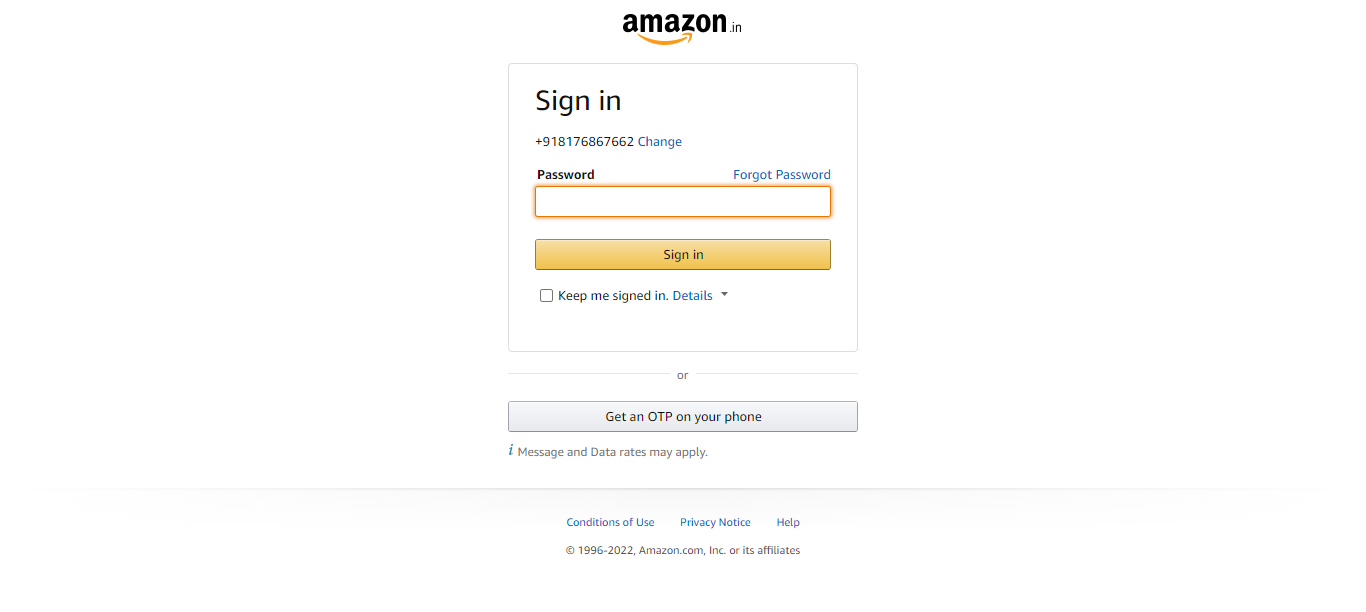 amazon.in
Sign in
+918176867662 Change
Password Forgot Password
Sign in
Keep me signed in. Details
or
Get an OTP on your phone
i Message and Data rates may apply.
Conditions of Use Privacy Notice Help
© 1996-2022, Amazon.com, Inc. or its affiliates